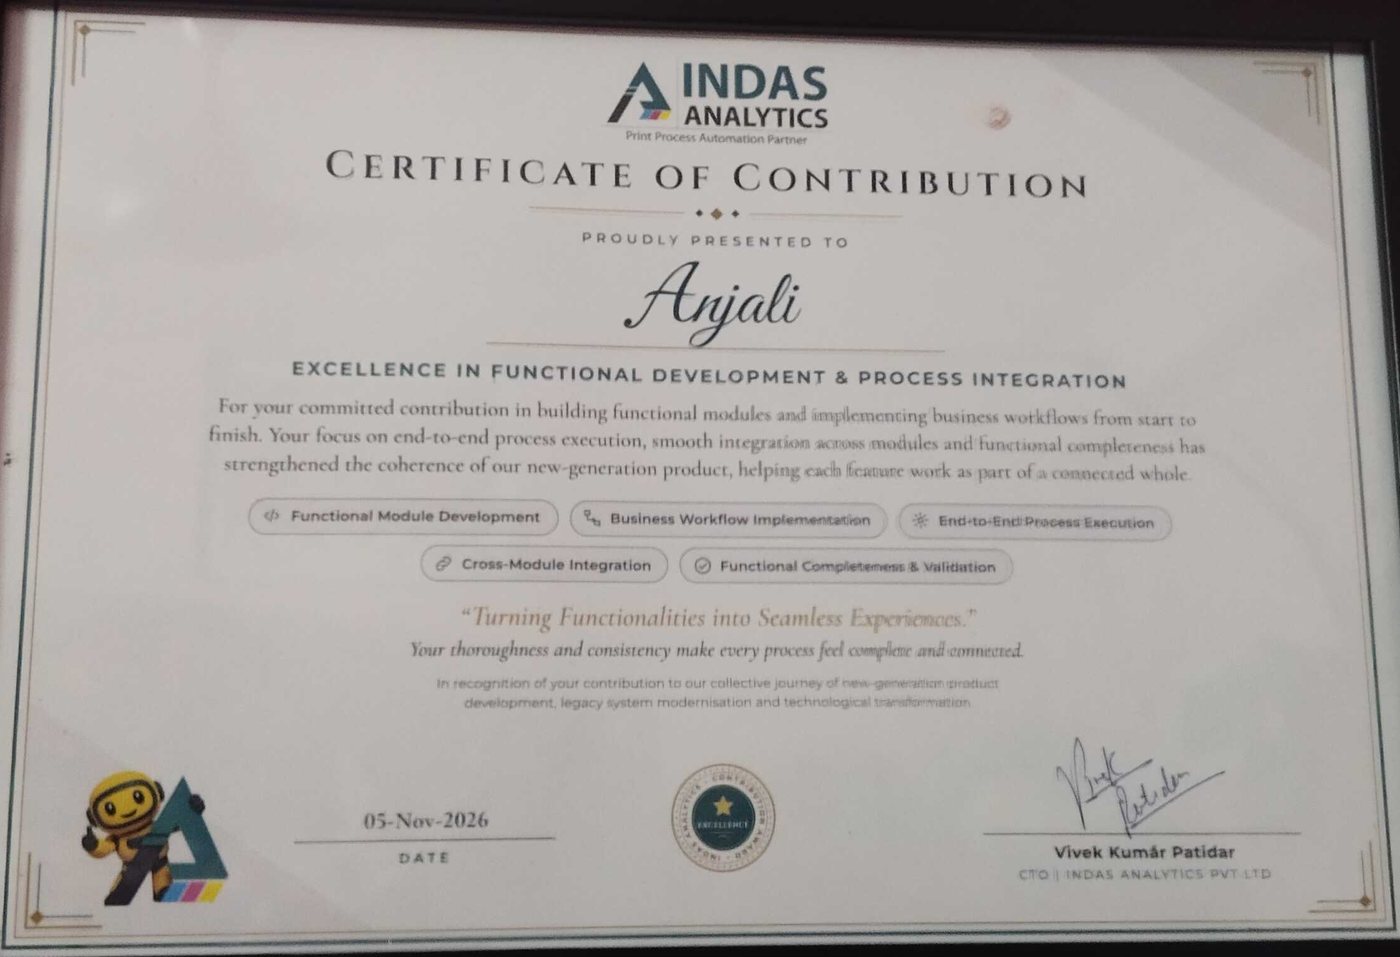 INDAS
ANALYTICS
Print Process Automation Partner
CERTIFICATE OF CONTRIBUTION
PROUDLY PRESENTED TO
Anjali
EXCELLENCE IN FUNCTIONAL DEVELOPMENT & PROCESS INTEGRATION
For your committed contribution in building functional modules and implementing business workflows from start to
finish. Your focus on end-to-end process execution, smooth integration across modules and functional completeness has
strengthened the coherence of our new-generation product, helping each feature work as part of a connected whole.
</> Functional Module Development
Business Workflow Implementation
End-to-End Process Execution
Cross-Module Integration
Functional Completeness & Validation
“Turning Functionalities into Seamless Experiences.”
Your thoroughness and consistency make every process feel complete and connected.
In recognition of your contribution to our collective journey of new-generation product
development, legacy system modernisation and technological transformation
05-Nov-2026
DATE
INDAS ANALYTICS • CONTRIBUTION AWARD
EXCELLENCE
Vivek
Patidar
Vivek Kumar Patidar
CTO | INDAS ANALYTICS PVT LTD